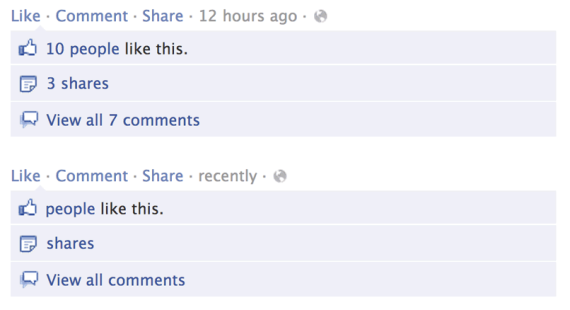 Like · Comment · Share · 12 hours ago ·
10 people like this.
3 shares
View all 7 comments
Like · Comment · Share · recently ·
people like this.
shares
View all comments